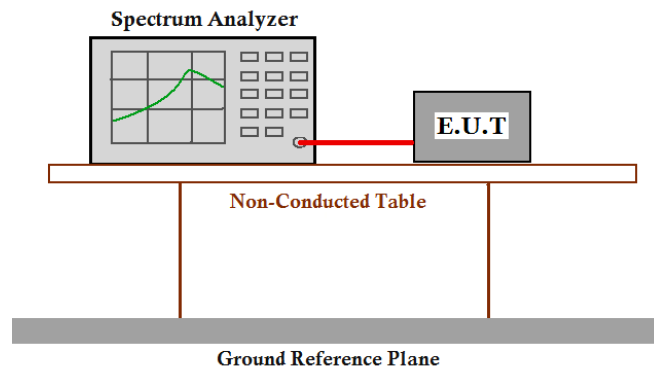 Spectrum Analyzer
E.U.T
Non-Conducted Table
Ground Reference Plane